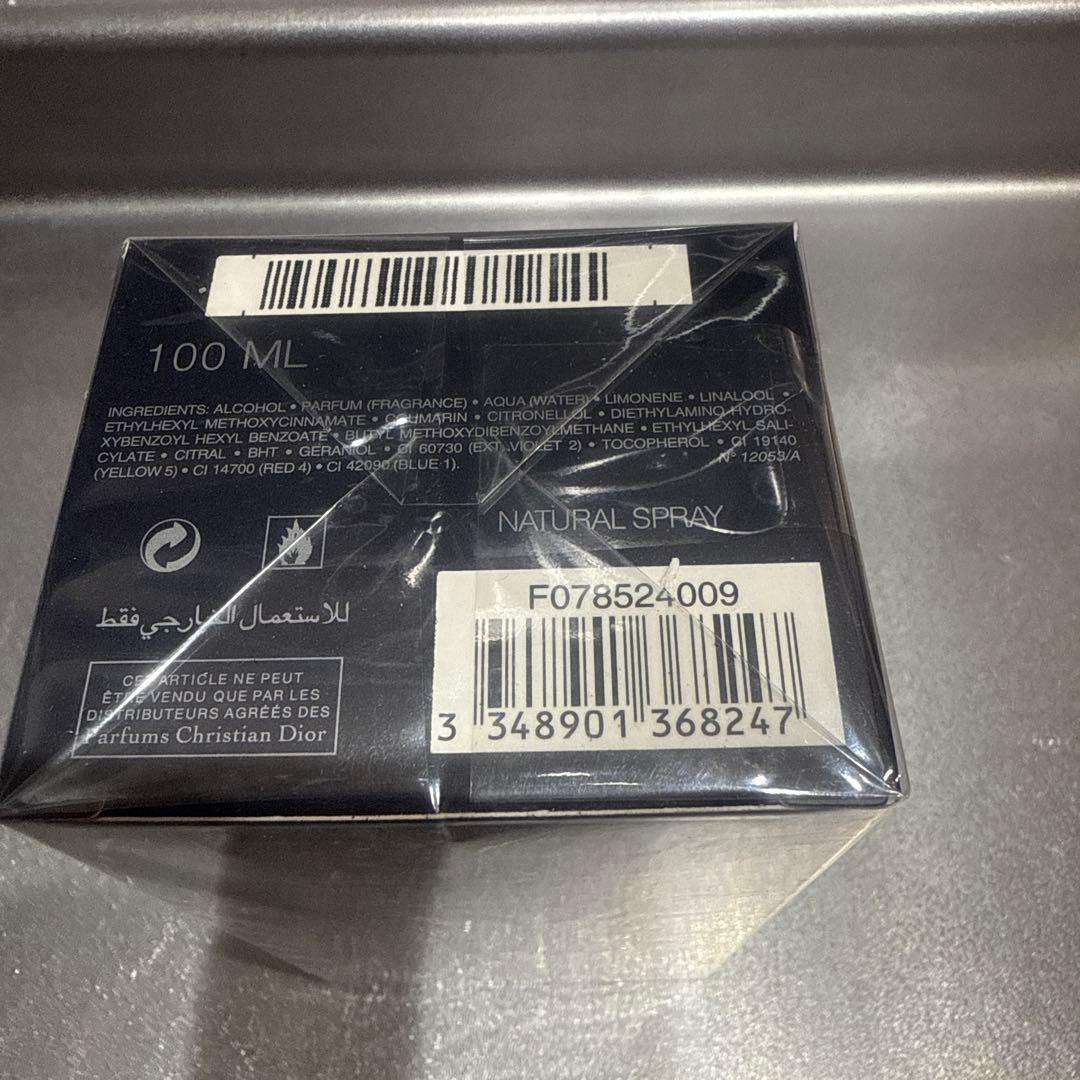 100 ML
INGREDIENTS: ALCOHOL • PARFUM (FRAGRANCE) • AQUA (WATER) • LIMONENE • LINALOOL •
ETHYLHEXYL METHOXYCINNAMATE • COUMARIN • CITRONELLOL • DIETHYLAMINO HYDRO-
XYBENZOYL HEXYL BENZOATE • BUTYL METHOXYDIBENZOYLMETHANE • ETHYLHEXYL SALI-
CYLATE • CITRAL • BHT • GERANIOL • CI 60730 (EXT. VIOLET 2) • TOCOPHEROL • CI 19140
(YELLOW 5) • CI 14700 (RED 4) • CI 42090 (BLUE 1).
N° 12053/A
NATURAL SPRAY
للاستعمال الخارجي فقط
CET ARTICLE NE PEUT
ÊTRE VENDU QUE PAR LES
DISTRIBUTEURS AGRÉÉS DES
Parfums Christian Dior
F078524009
3 348901 368247